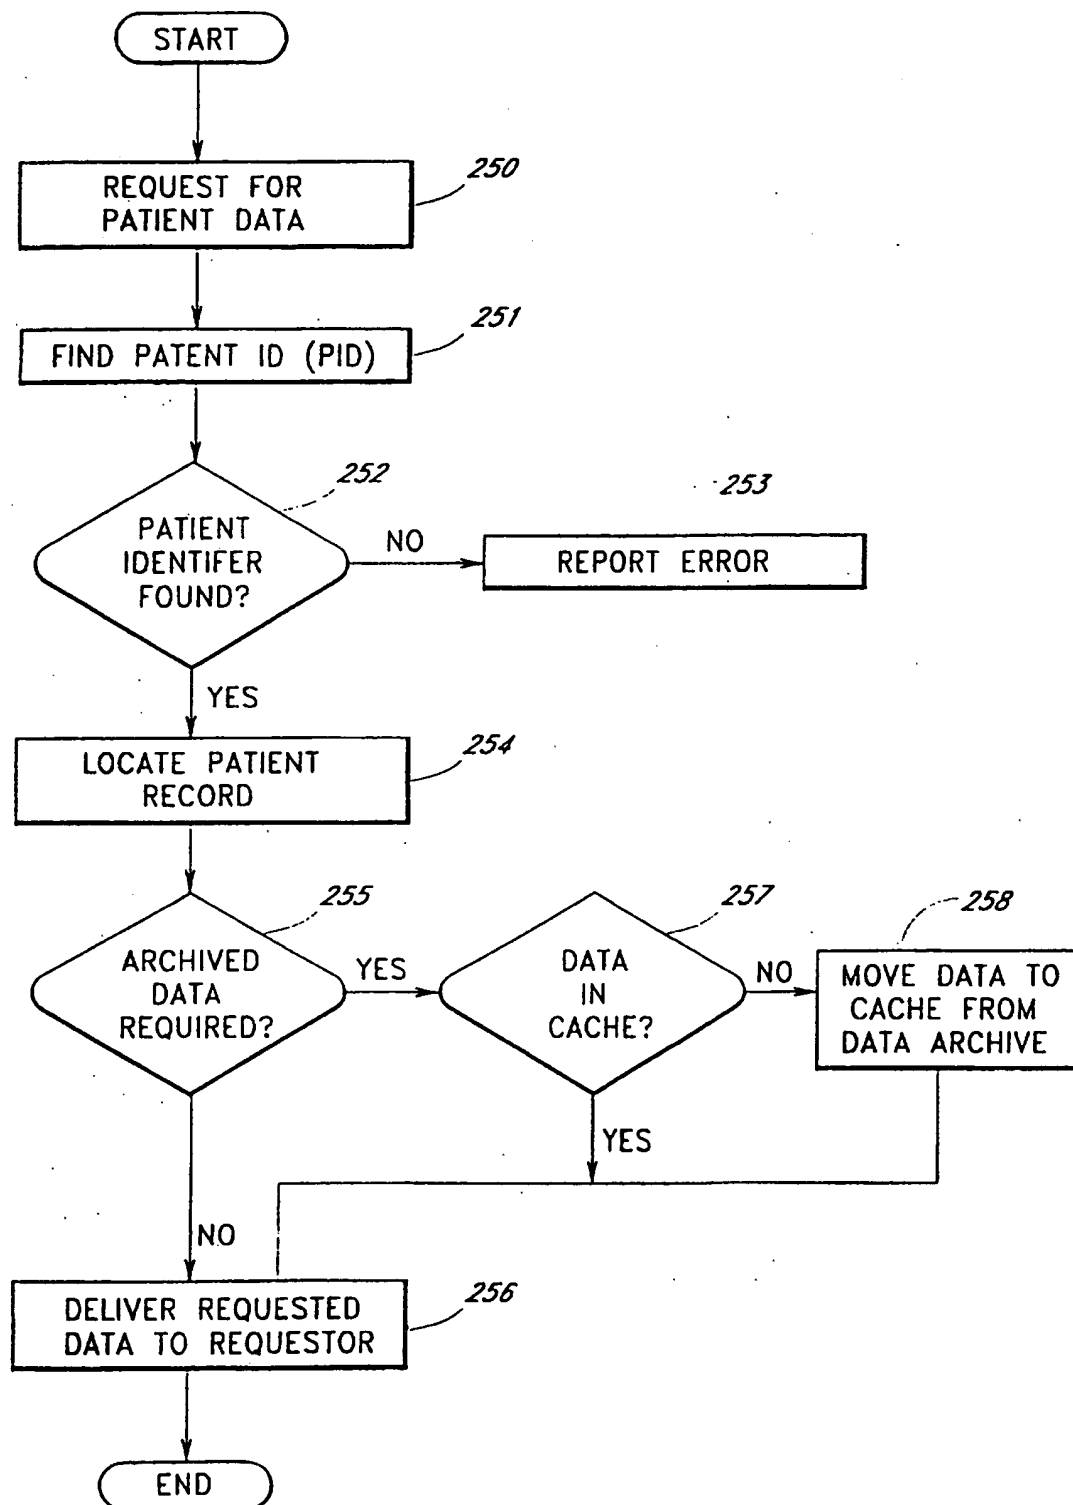 START
250
REQUEST FOR
PATIENT DATA
251
FIND PATENT ID (PID)
252
PATIENT
IDENTIFER
FOUND?
NO
253
REPORT ERROR
YES
254
LOCATE PATIENT
RECORD
255
ARCHIVED
DATA
REQUIRED?
YES
257
DATA
IN
CACHE?
NO
258
MOVE DATA TO
CACHE FROM
DATA ARCHIVE
YES
NO
256
DELIVER REQUESTED
DATA TO REQUESTOR
END